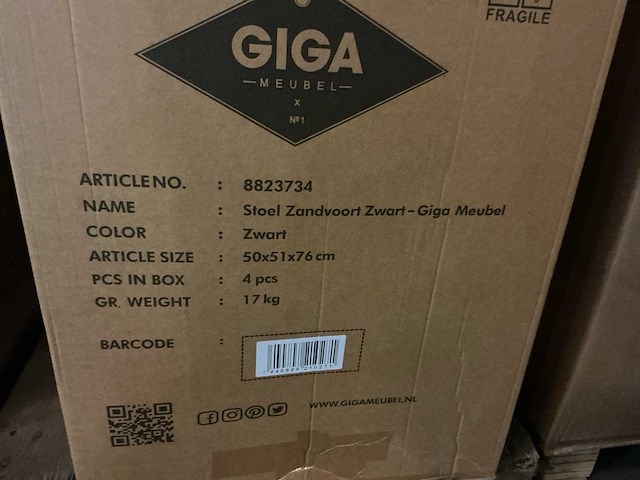 FRAGILE
GIGA
MEUBEL
X
Nº1
ARTICLE NO. : 8823734
NAME : Stoel Zandvoort Zwart – Giga Meubel
COLOR : Zwart
ARTICLE SIZE : 50x51x76 cm
PCS IN BOX : 4 pcs
GR. WEIGHT : 17 kg
BARCODE :
WWW.GIGAMEUBEL.NL